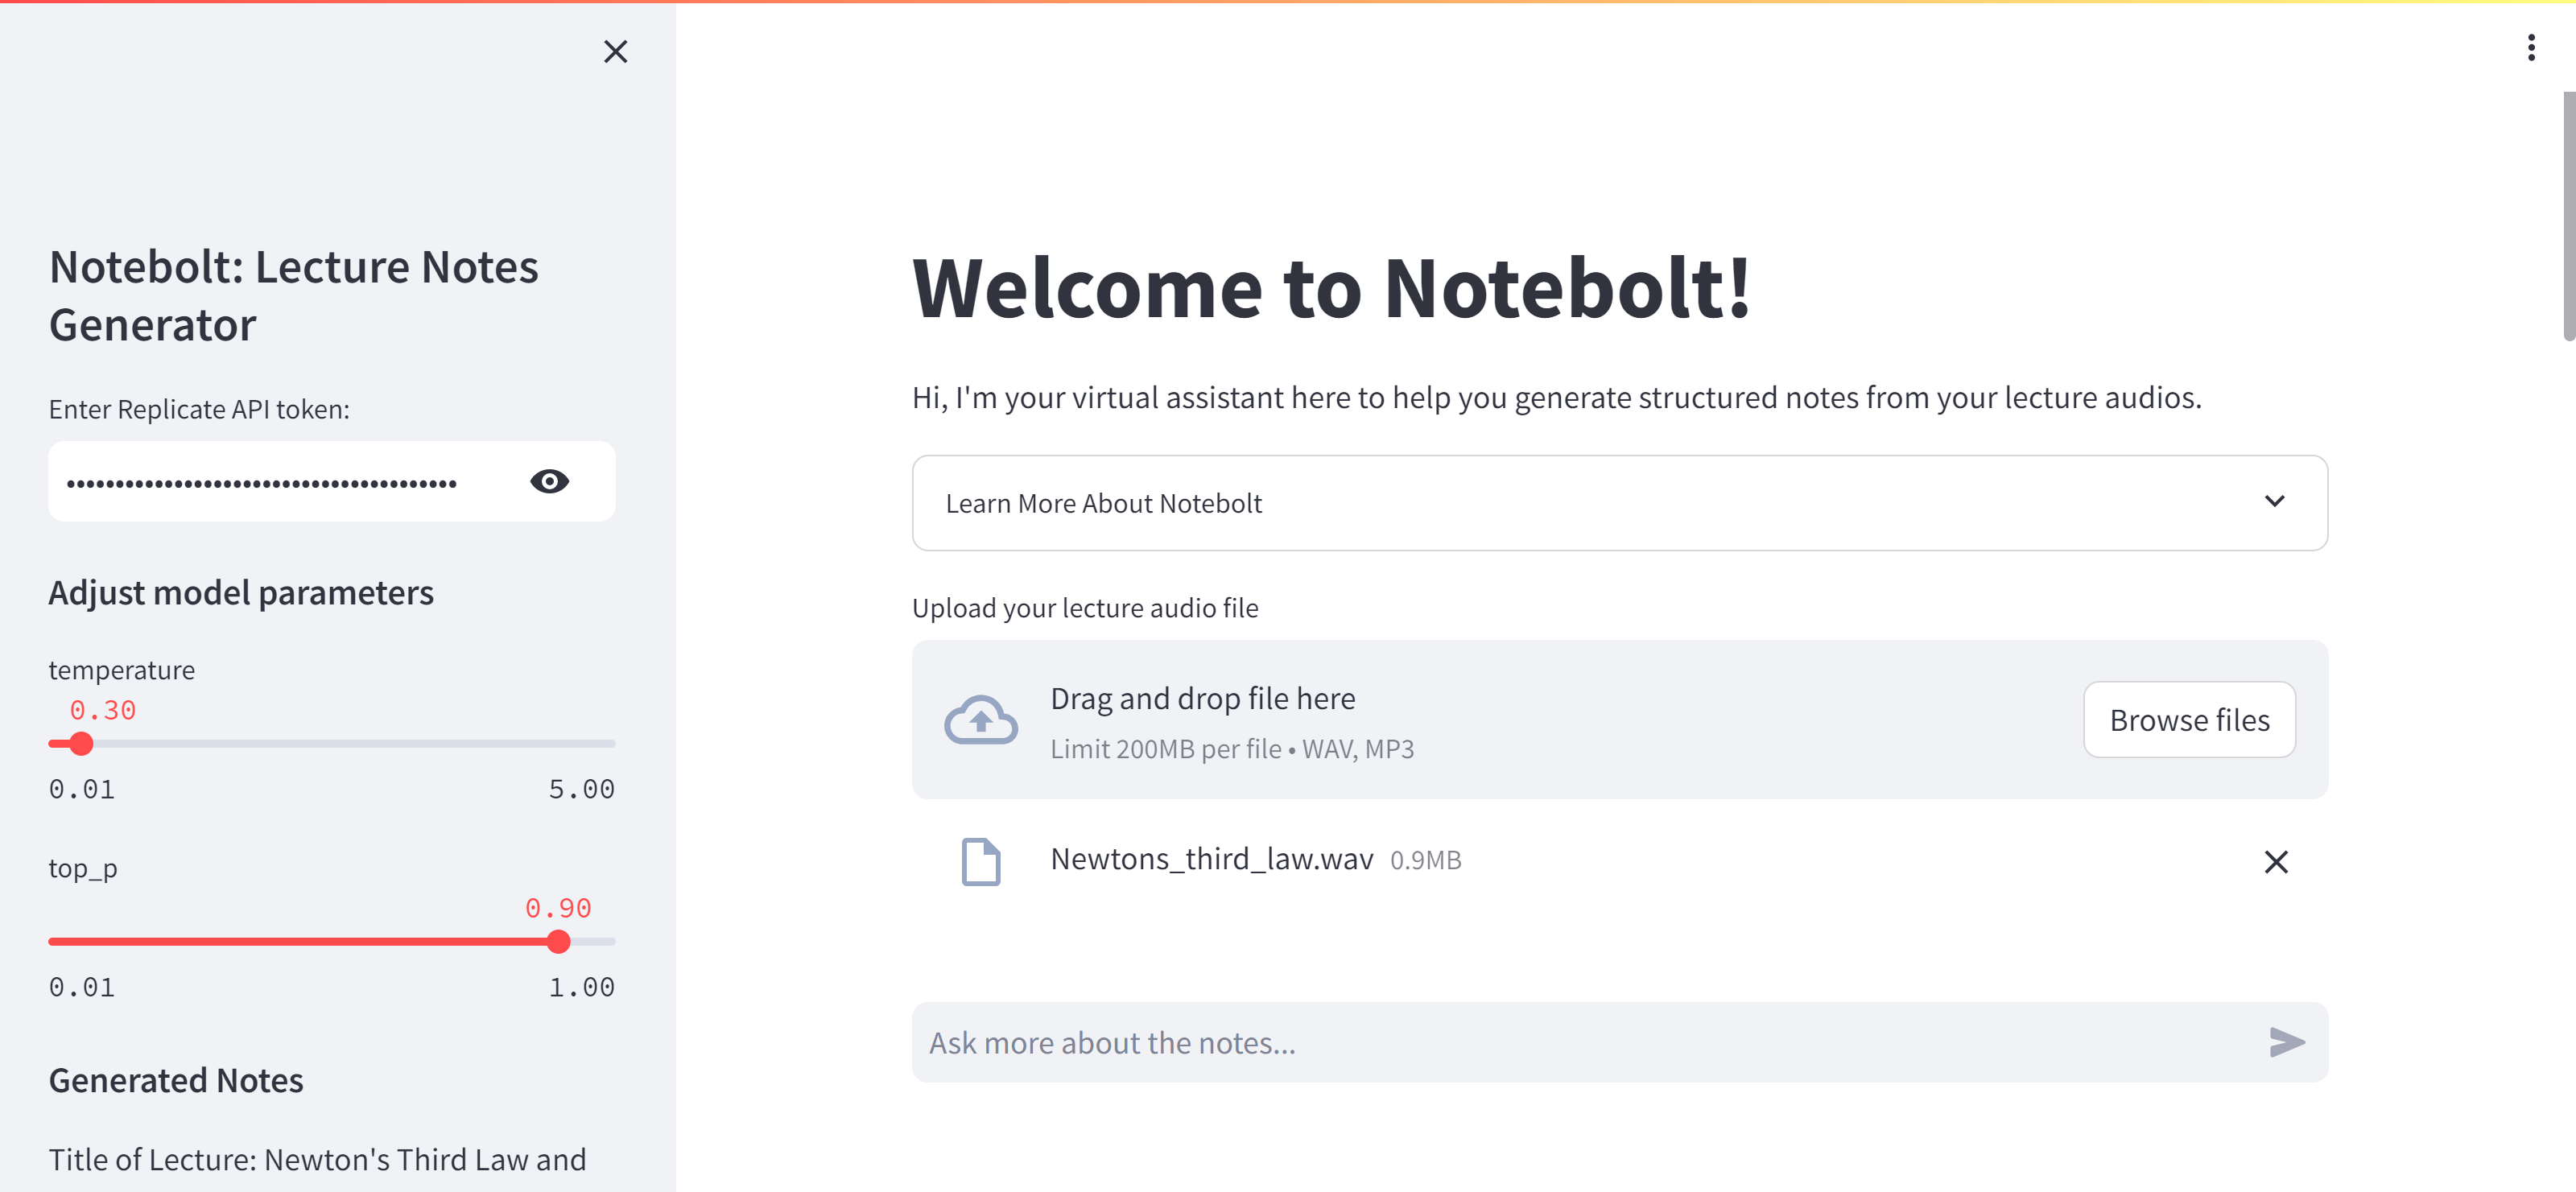 Notebolt: Lecture Notes
Generator
Enter Replicate API token:
••••••••••••••••••••••••••••••••••••••••
Adjust model parameters
temperature
0.30
0.01 5.00
top_p
0.90
0.01 1.00
Generated Notes
Title of Lecture: Newton's Third Law and
Welcome to Notebolt!
Hi, I'm your virtual assistant here to help you generate structured notes from your lecture audios.
Learn More About Notebolt
Upload your lecture audio file
Drag and drop file here
Limit 200MB per file • WAV, MP3
Browse files
Newtons_third_law.wav 0.9MB
Ask more about the notes...